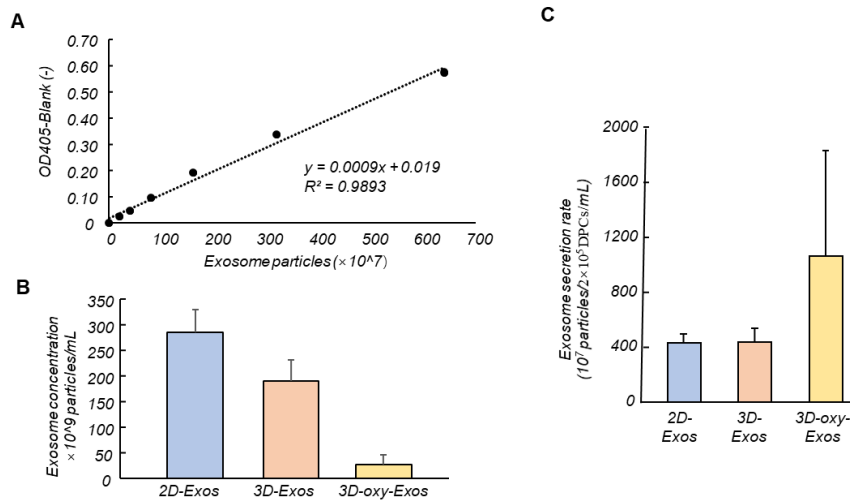 A
OD405-Blank (-)
0.70
0.60
0.50
0.40
0.30
0.20
0.10
0
y = 0.0009x + 0.019
R² = 0.9893
0 100 200 300 400 500 600 700
Exosome particles (×10^7)
B
Exosome concentration
×10^9 particles/mL
350
300
250
200
150
100
50
0
2D-Exos 3D-Exos 3D-oxy-Exos
C
Exosome secretion rate
(10⁷ particles/2×10⁵DPCs/mL)
2000
1600
1200
800
400
0
2D- 3D- 3D-oxy-
Exos Exos Exos